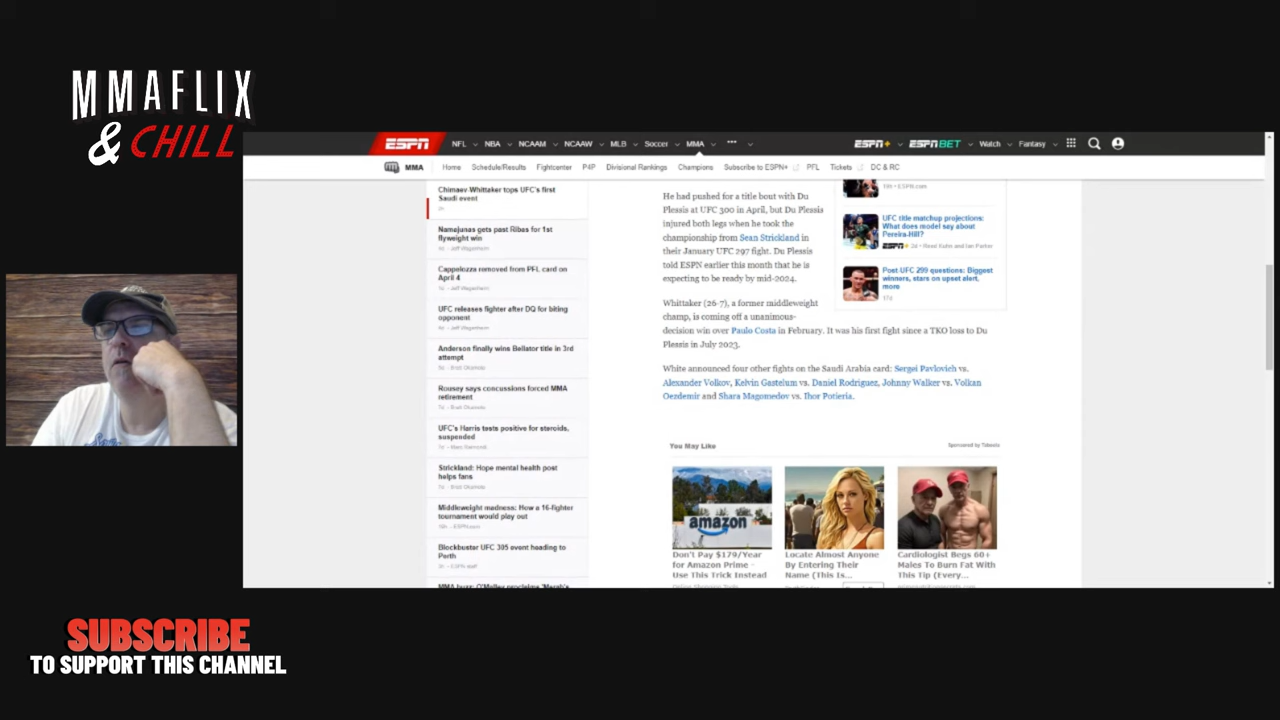 MMAFLIX
& CHILL
ESPN NFL NBA NCAAM NCAAW MLB Soccer MMA ••• ESPN+ ESPNBET Watch Fantasy
MMA Home Schedule/Results Fightcenter P4P Divisional Rankings Champions Subscribe to ESPN+ PFL Tickets DC & RC
Chimaev-Whittaker tops UFC's first
Saudi event
Namajunas gets past Ribas for 1st
flyweight win
Cappelozza removed from PFL card on
April 4
UFC releases fighter after DQ for biting
opponent
Anderson finally wins Bellator title in 3rd
attempt
Rousey says concussions forced MMA
retirement
UFC's Harris tests positive for steroids,
suspended
Strickland: Hope mental health post
helps fans
Middleweight madness: How a 16-fighter
tournament would play out
Blockbuster UFC 305 event heading to
Perth
He had pushed for a title bout with Du
Plessis at UFC 300 in April, but Du Plessis
injured both legs when he took the
championship from Sean Strickland in
their January UFC 297 fight. Du Plessis
told ESPN earlier this month that he is
expecting to be ready by mid-2024.
Whittaker (26-7), a former middleweight
champ, is coming off a unanimous-
decision win over Paulo Costa in February. It was his first fight since a TKO loss to Du
Plessis in July 2023.
White announced four other fights on the Saudi Arabia card: Sergei Pavlovich vs.
Alexander Volkov, Kelvin Gastelum vs. Daniel Rodriguez, Johnny Walker vs. Volkan
Oezdemir and Shara Magomedov vs. Ihor Potieria.
UFC title matchup projections:
What does model say about
Pereira-Hill?
Post-UFC 299 questions: Biggest
winners, stars on upset alert,
more
17d
You May Like
Sponsored by Taboola
amazon
Don't Pay $179/Year
for Amazon Prime -
Use This Trick Instead
Locate Almost Anyone
By Entering Their
Name (This Is...
Cardiologist Begs 60+
Males To Burn Fat With
This Tip (Every...
SUBSCRIBE
TO SUPPORT THIS CHANNEL